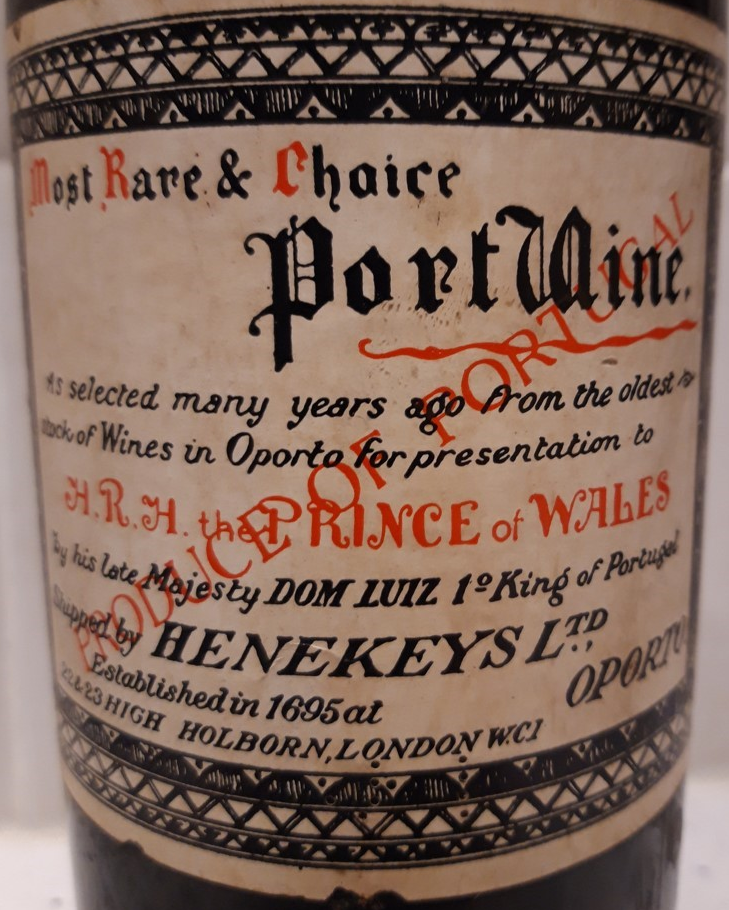 Most Rare & Choice
Port Wine.
As selected many years ago from the oldest
stock of Wines in Oporto for presentation to
H.R.H. the PRINCE of WALES
by his late Majesty DOM LUIZ 1º King of Portugal
Shipped by HENEKEYS LTD., OPORTO
Established in 1695 at
22 & 23 HIGH HOLBORN, LONDON W.C1
PRODUCE OF PORTUGAL